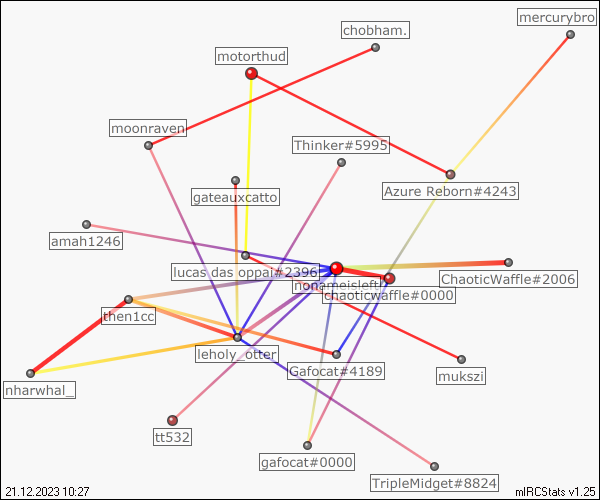 mercurybro
chobham.
motorthud
moonraven
Thinker#5995
Azure Reborn#4243
gateauxcatto
amah1246
lucas das oppai#2396
ChaoticWaffle#2006
nonameisleft
chaoticwaffle#0000
then1cc
leholy_otter
Gafocat#4189
mukszi
nharwhal_
tt532
gafocat#0000
TripleMidget#8824
21.12.2023 10:27
mIRCStats v1.25